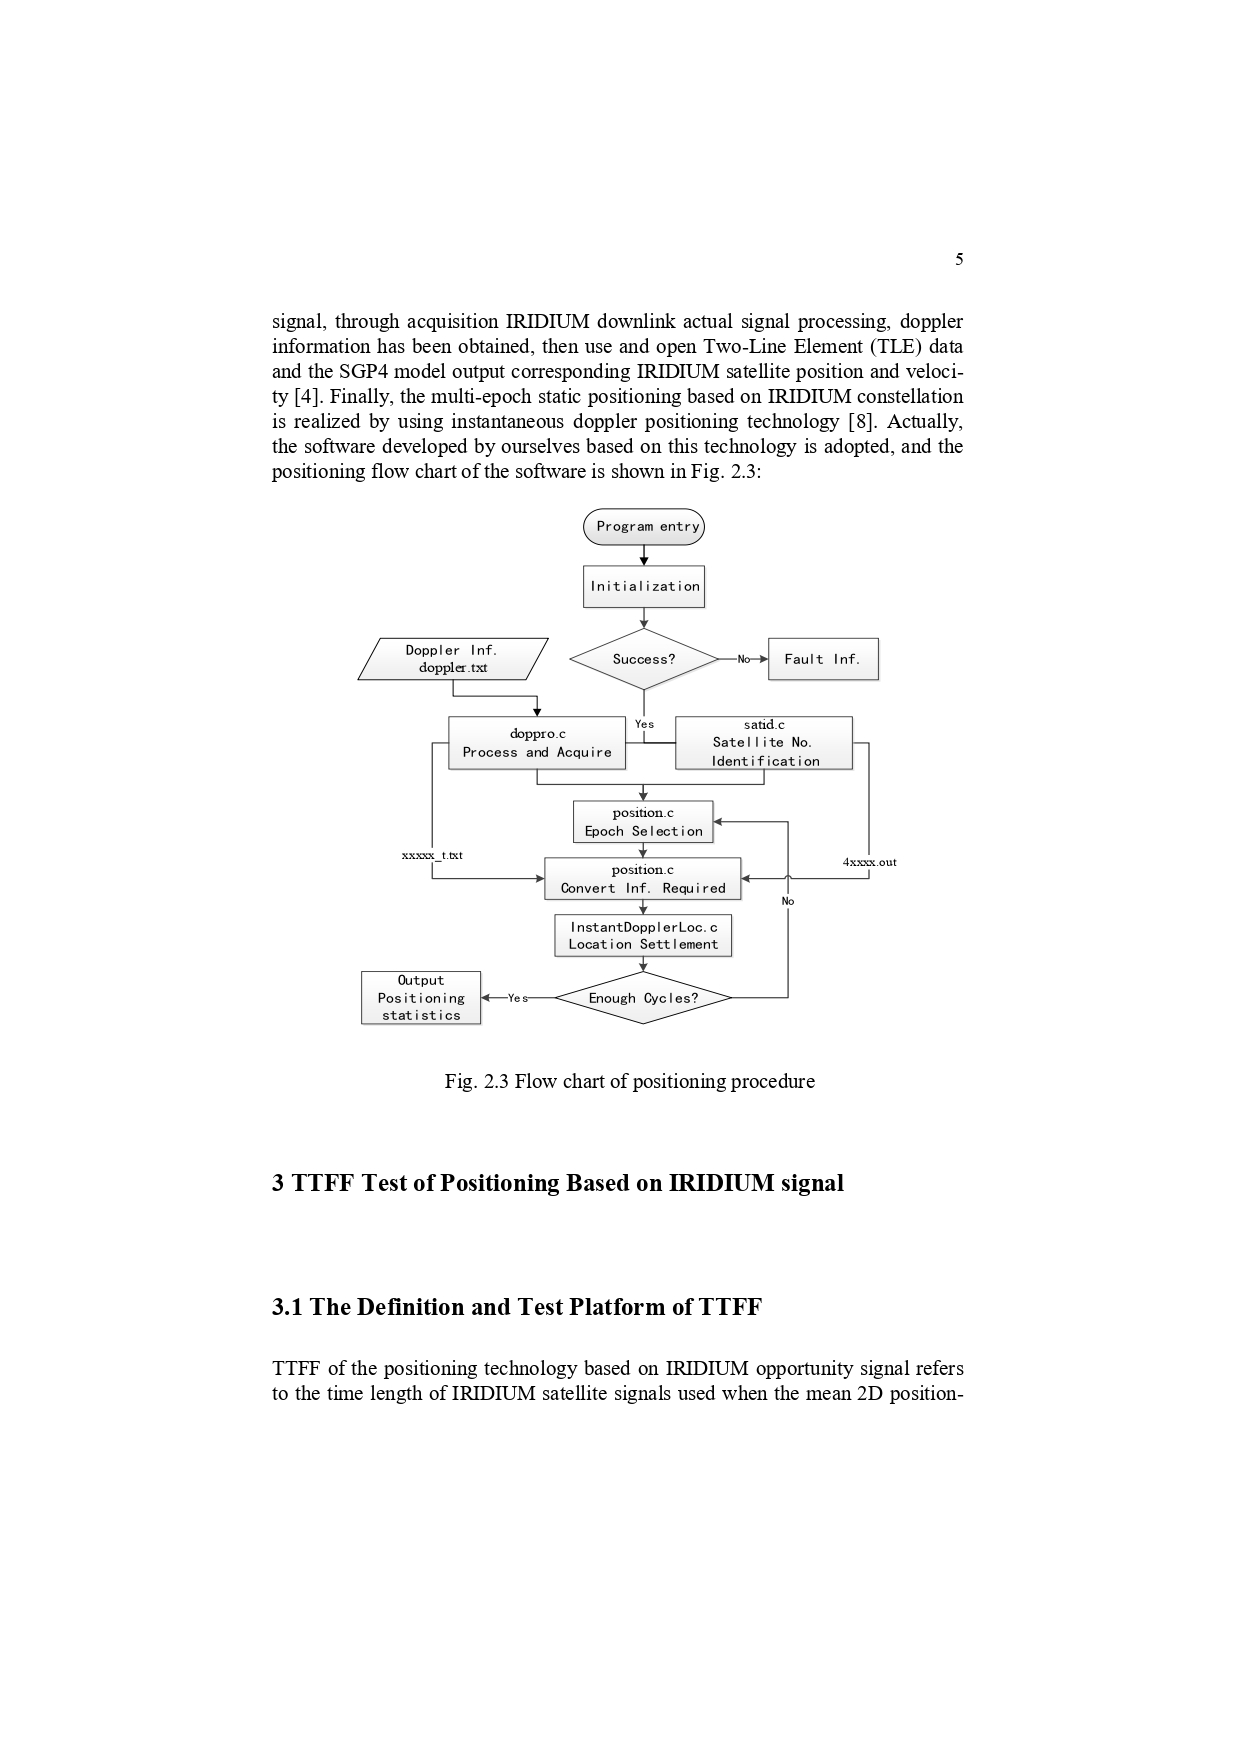 5
signal, through acquisition IRIDIUM downlink actual signal processing, doppler
information has been obtained, then use and open Two-Line Element (TLE) data
and the SGP4 model output corresponding IRIDIUM satellite position and veloci-
ty [4]. Finally, the multi-epoch static positioning based on IRIDIUM constellation
is realized by using instantaneous doppler positioning technology [8]. Actually,
the software developed by ourselves based on this technology is adopted, and the
positioning flow chart of the software is shown in Fig. 2.3:
Program entry
Initialization
Doppler Inf.
doppler.txt
Success?
No
Fault Inf.
Yes
doppro.c
Process and Acquire
satid.c
Satellite No.
Identification
position.c
Epoch Selection
xxxxx_t.txt
4xxxx.out
position.c
Convert Inf. Required
No
InstantDopplerLoc.c
Location Settlement
Output
Positioning
statistics
Yes
Enough Cycles?
Fig. 2.3 Flow chart of positioning procedure
3 TTFF Test of Positioning Based on IRIDIUM signal
3.1 The Definition and Test Platform of TTFF
TTFF of the positioning technology based on IRIDIUM opportunity signal refers
to the time length of IRIDIUM satellite signals used when the mean 2D position-